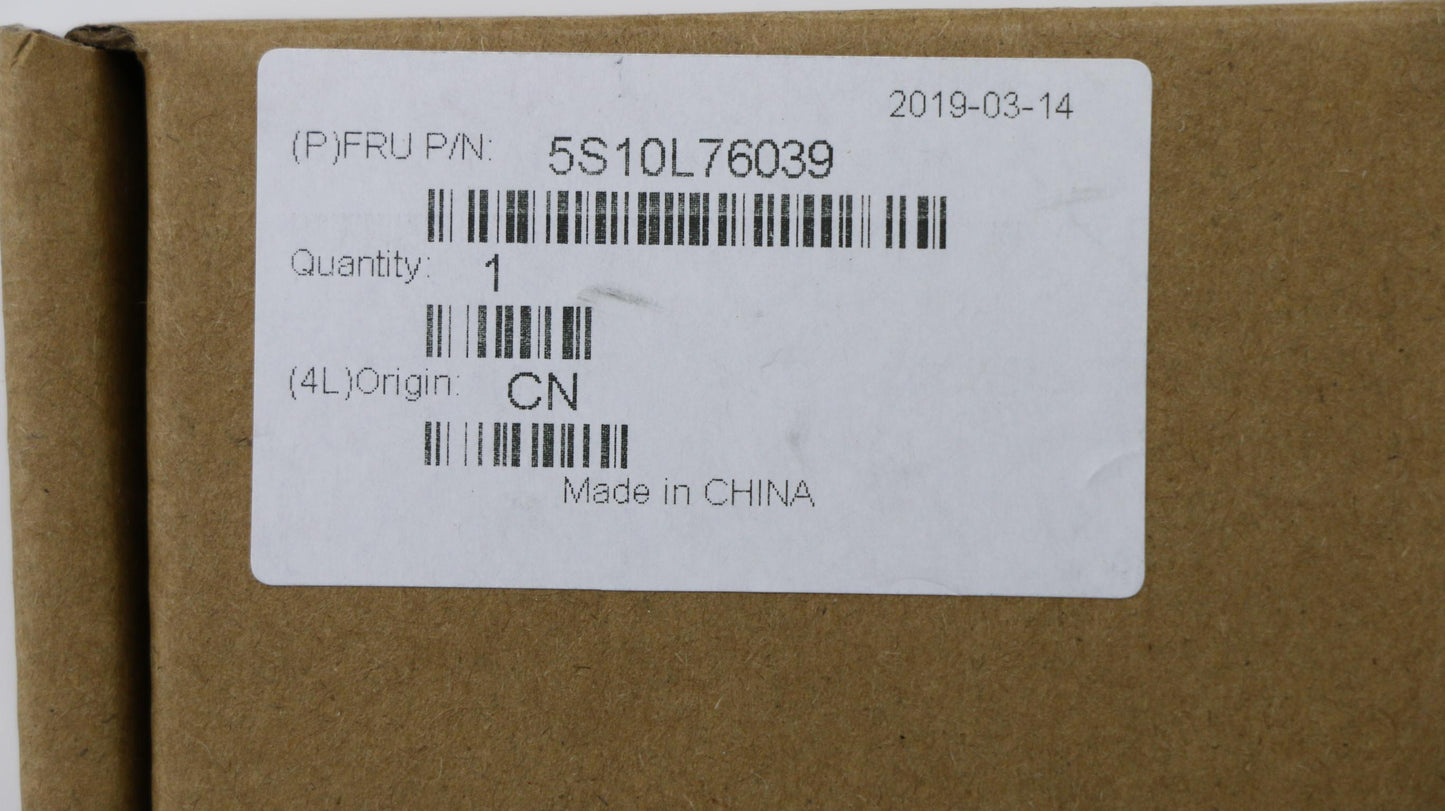 2019-03-14
(P)FRU P/N: 5S10L76039
Quantity: 1
(4L)Origin: CN
Made in CHINA